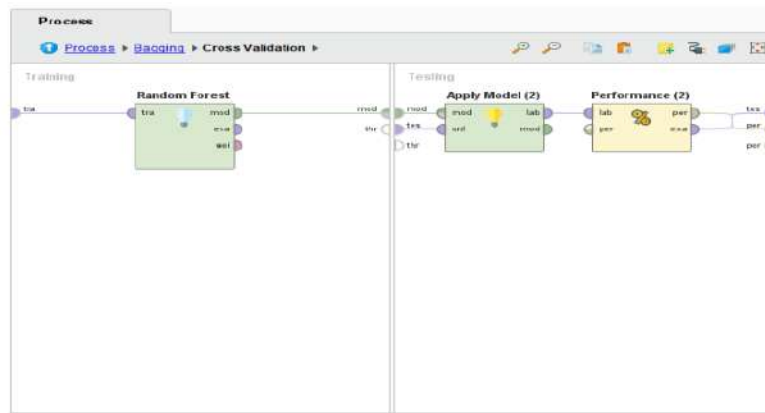 Process
Process ▸ Bagging ▸ Cross Validation ▸
Training
Testing
Random Forest
Apply Model (2)
Performance (2)
tra
tra
mod
exa
wei
mod
thr
mod
tes
thr
mod
unl
lab
mod
lab
per
per
exa
tes
per
per